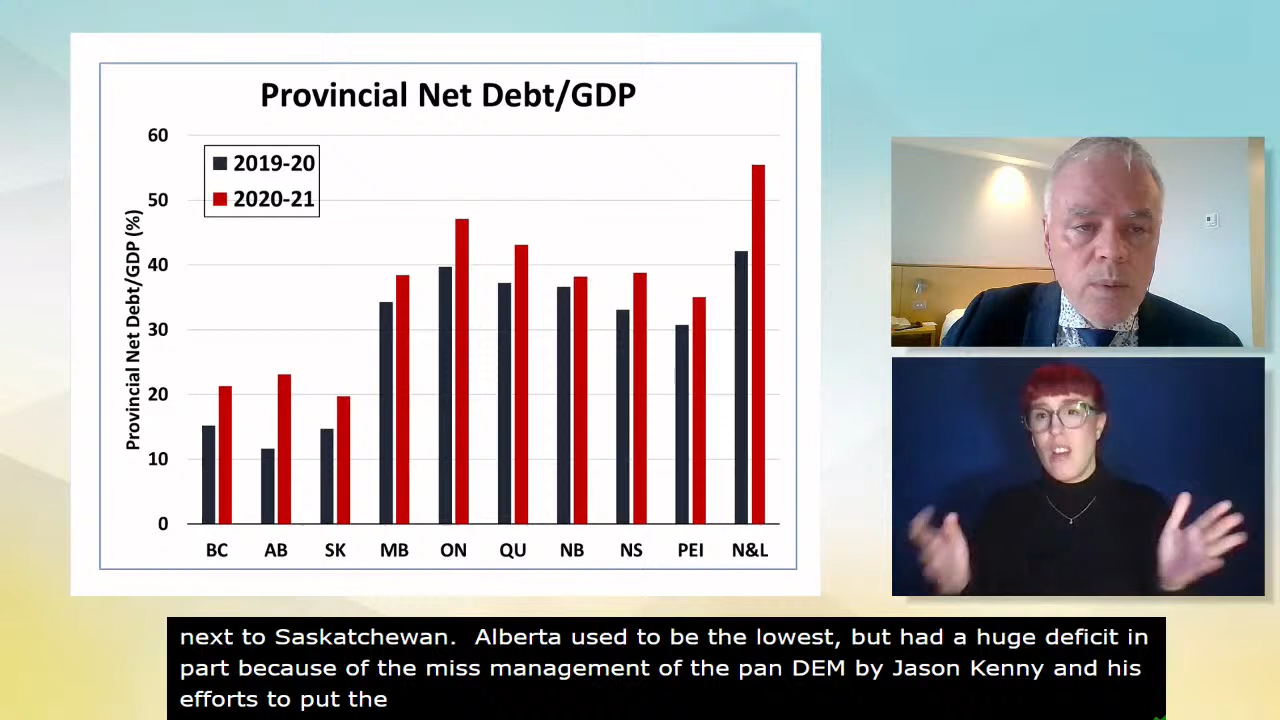 Provincial Net Debt/GDP
Provincial Net Debt/GDP (%)
60
50
40
30
20
10
0
2019-20
2020-21
BC AB SK MB ON QU NB NS PEI N&L
next to Saskatchewan. Alberta used to be the lowest, but had a huge deficit in
part because of the miss management of the pan DEM by Jason Kenny and his
efforts to put the